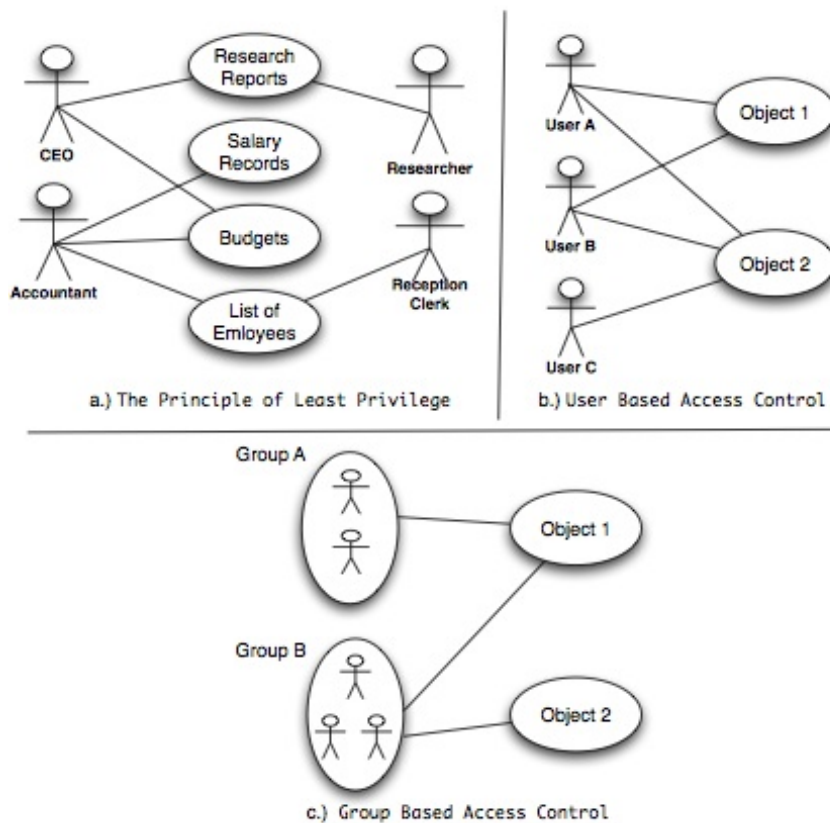 Research
Reports
CEO
Salary
Records
Researcher
Accountant
Budgets
Reception
Clerk
List of
Emloyees
a.) The Principle of Least Privilege
User A
Object 1
User B
Object 2
User C
b.) User Based Access Control
Group A
Object 1
Group B
Object 2
c.) Group Based Access Control